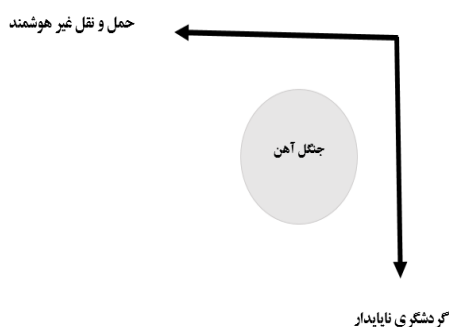 حمل و نقل غیر هوشمند
جنگل آهن
گردشگری ناپایدار